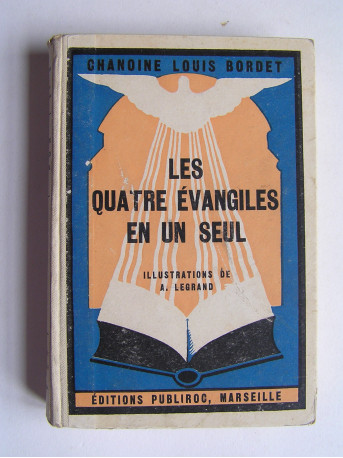 CHANOINE LOUIS BORDET
LES
QUATRE ÉVANGILES
EN UN SEUL
ILLUSTRATIONS DE
A. LEGRAND
ÉDITIONS PUBLIROC, MARSEILLE